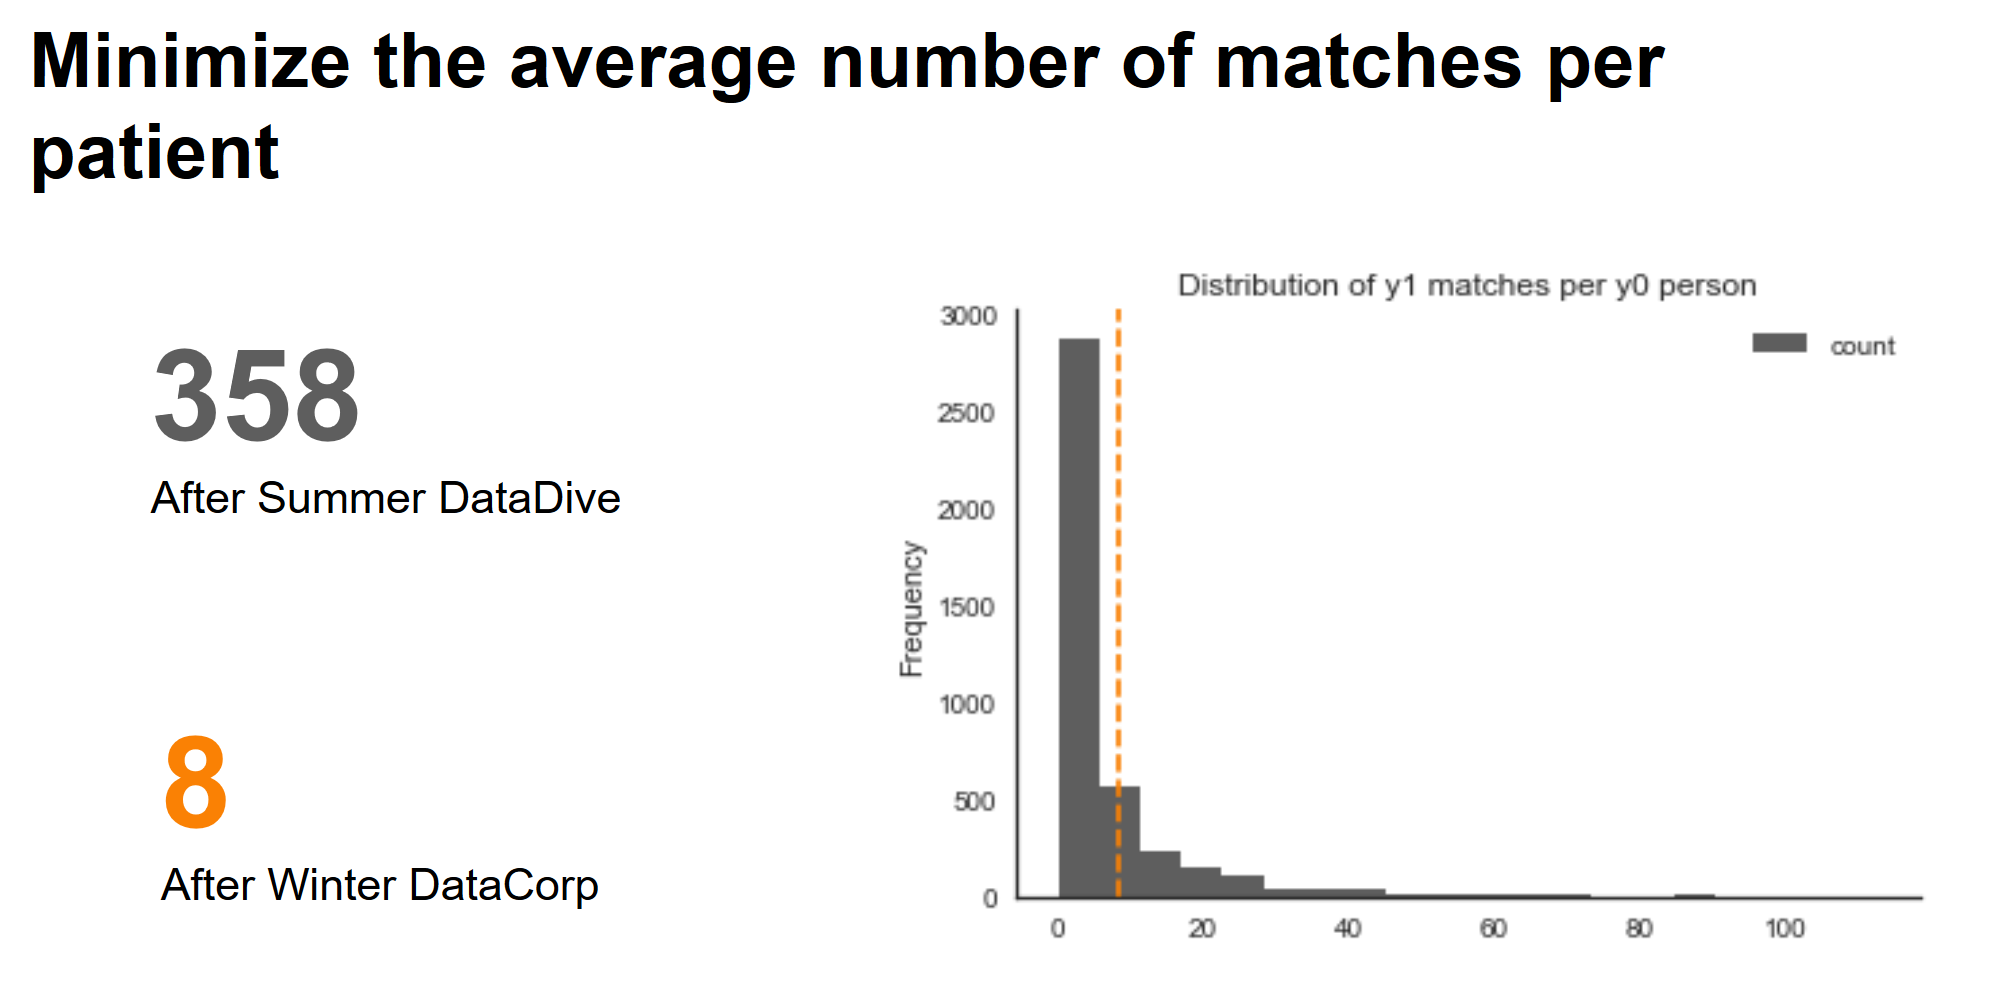 Minimize the average number of matches per
patient
358
After Summer DataDive
8
After Winter DataCorp
Distribution of y1 matches per y0 person
count
Frequency
3000
2500
2000
1500
1000
500
0
0 20 40 60 80 100